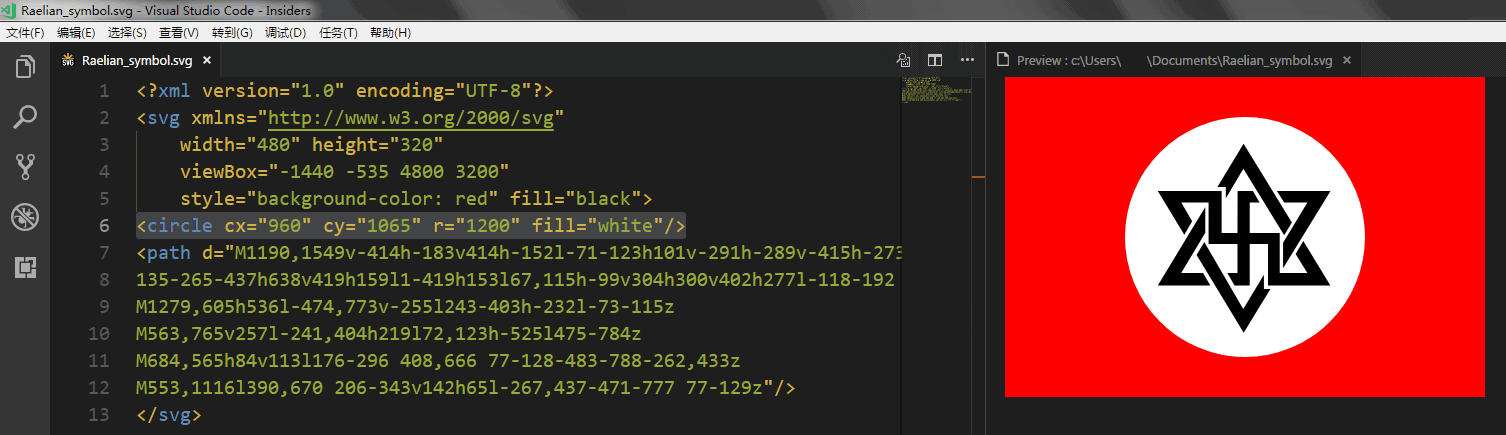 Raelian_symbol.svg - Visual Studio Code - Insiders
文件(F) 编辑(E) 选择(S) 查看(V) 转到(G) 调试(D) 任务(T) 帮助(H)
Raelian_symbol.svg ×
Preview : c:\Users\ \Documents\Raelian_symbol.svg ×
1 <?xml version="1.0" encoding="UTF-8"?>
2 <svg xmlns="http://www.w3.org/2000/svg"
3 width="480" height="320"
4 viewBox="-1440 -535 4800 3200"
5 style="background-color: red" fill="black">
6 <circle cx="960" cy="1065" r="1200" fill="white"/>
7 <path d="M1190,1549v-414h-183v414h-152l-71-123h101v-291h-289v-415h-273
8 135-265-437h638v419h159l1-419h153l67,115h-99v304h300v402h277l-118-192
9 M1279,605h536l-474,773v-255l243-403h-232l-73-115z
10 M563,765v257l-241,404h219l72,123h-525l475-784z
11 M684,565h84v113l176-296 408,666 77-128-483-788-262,433z
12 M553,1116l390,670 206-343v142h65l-267,437-471-777 77-129z"/>
13 </svg>